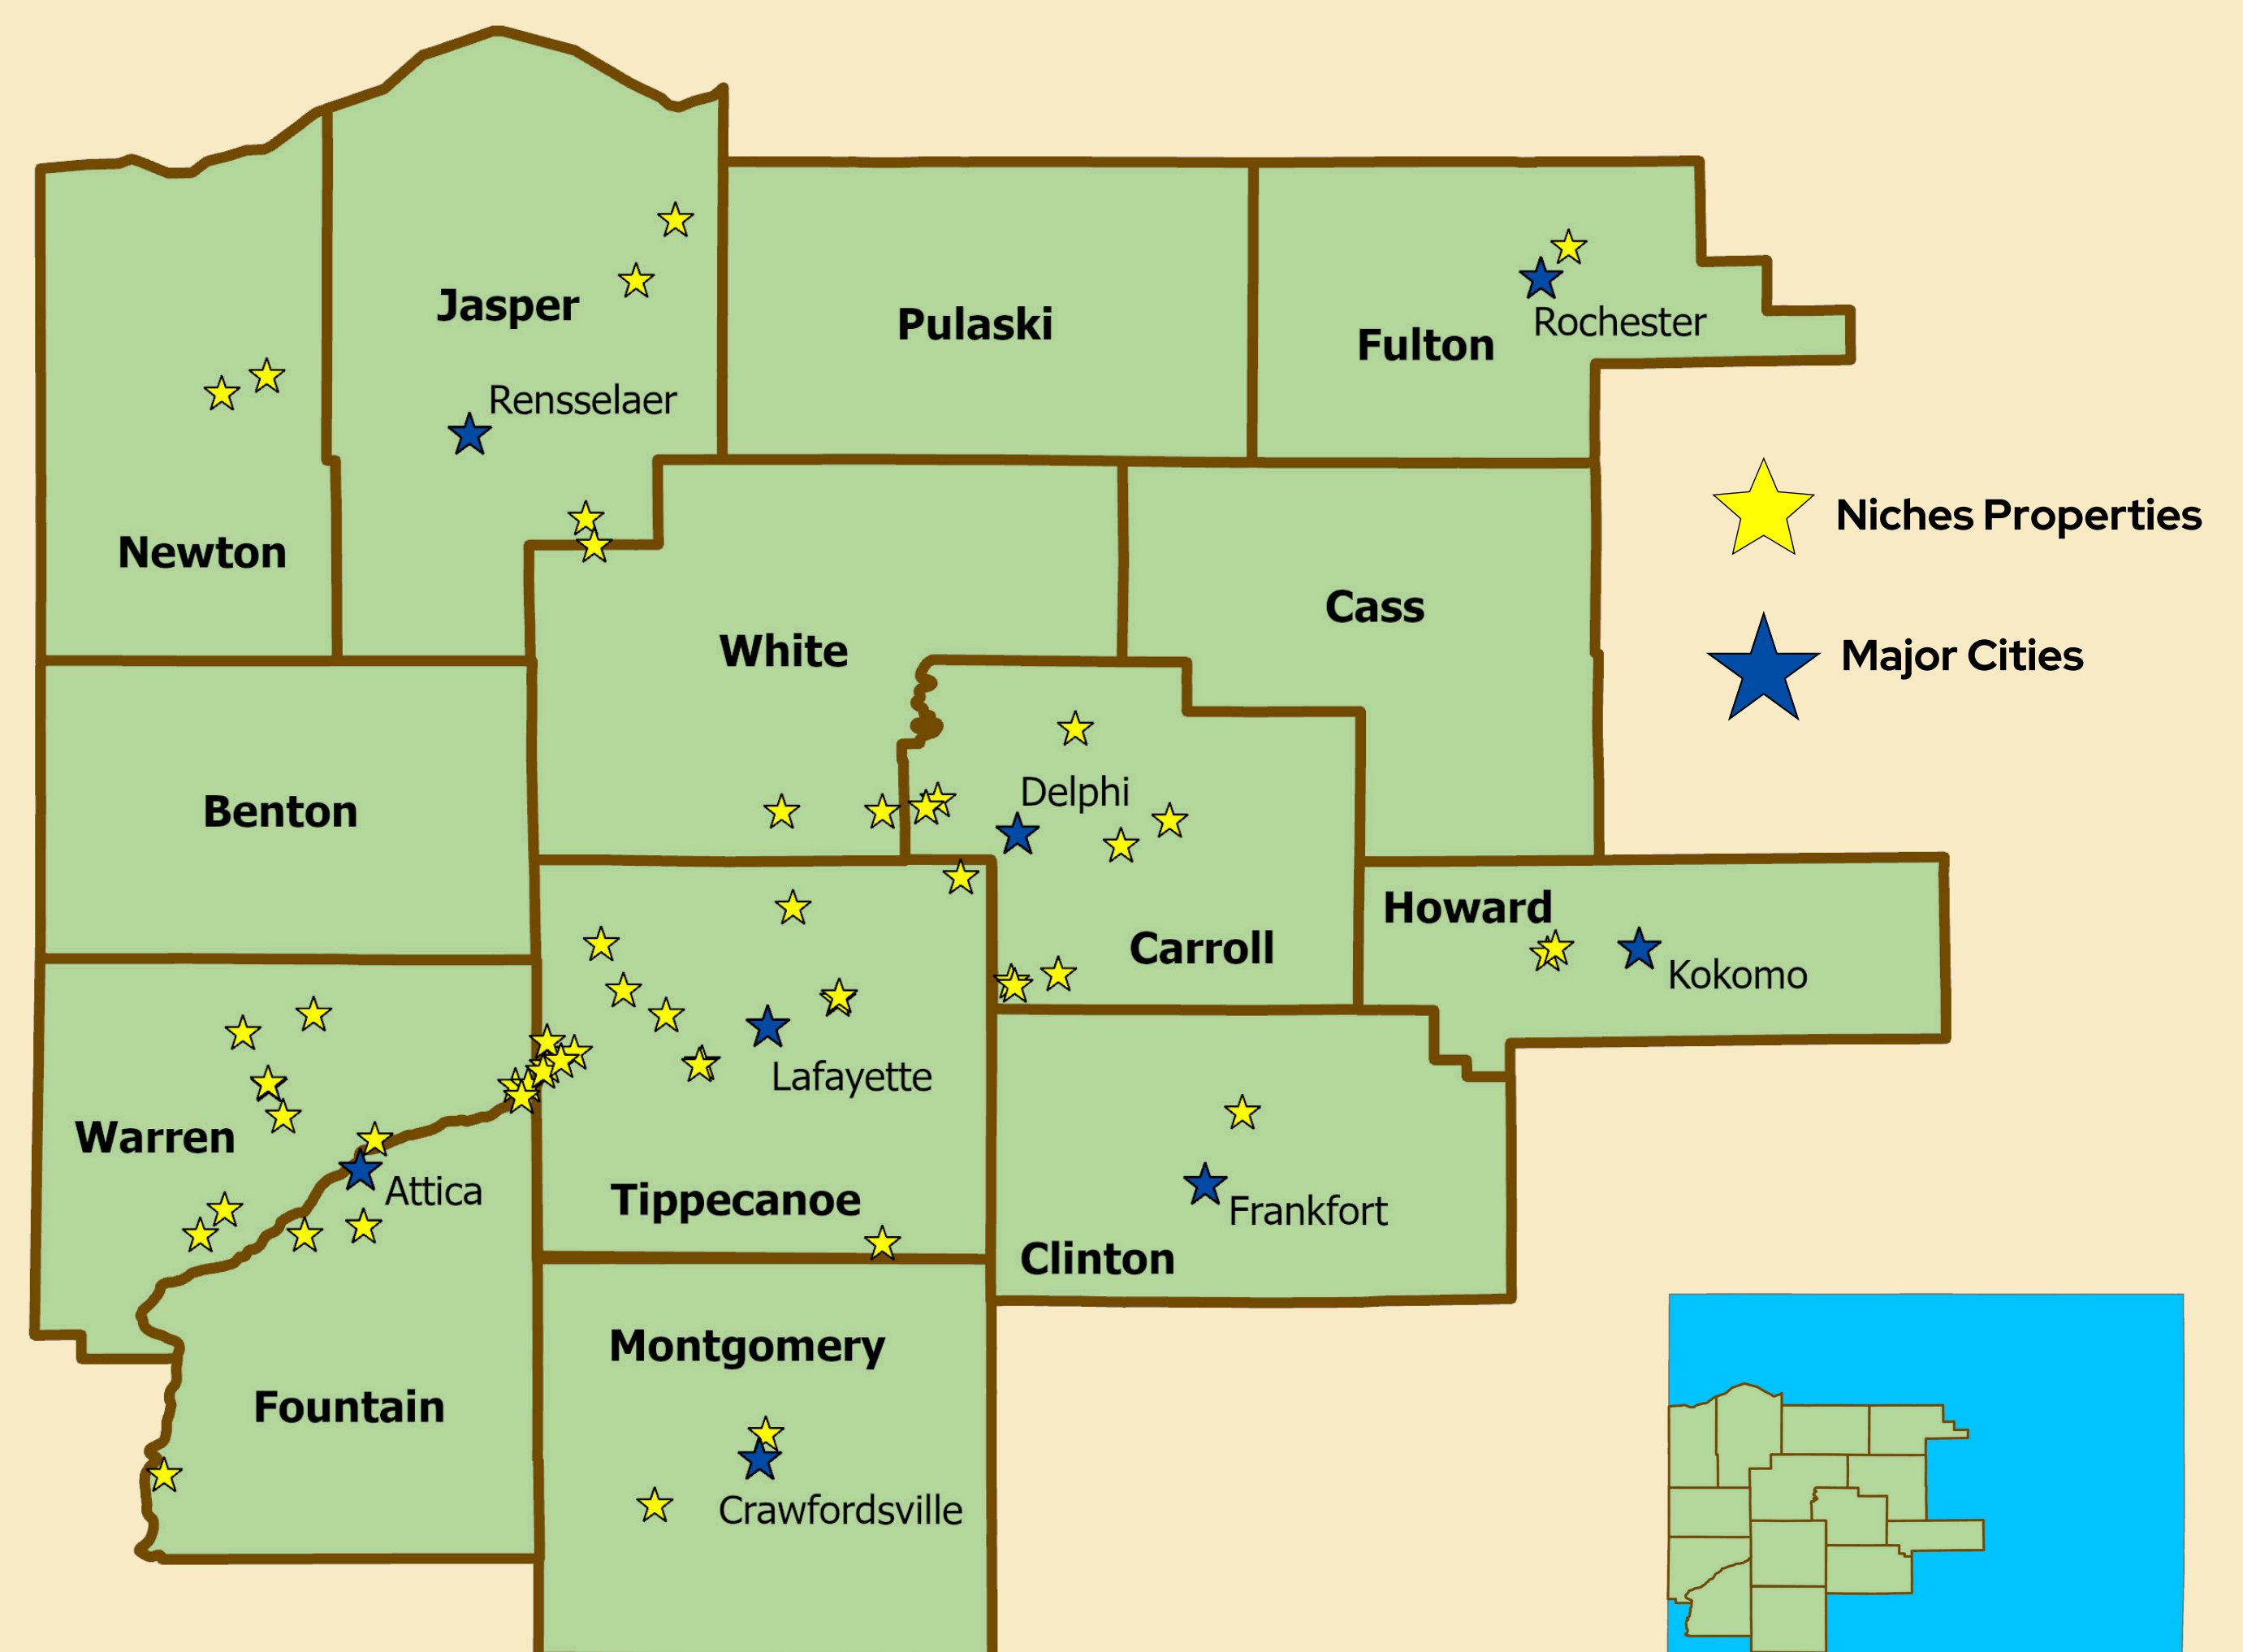 Jasper
Pulaski
Rochester
Fulton
Rensselaer
Niches Properties
Newton
Cass
White
Major Cities
Delphi
Benton
Howard
Carroll
Kokomo
Lafayette
Warren
Attica
Tippecanoe
Frankfort
Clinton
Montgomery
Fountain
Crawfordsville